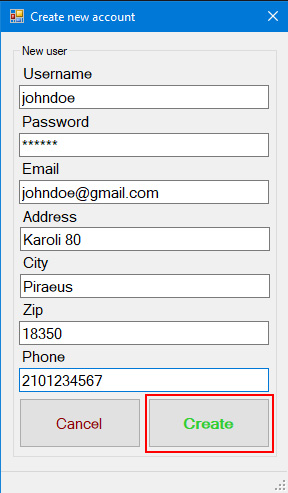 Create new account
New user
Username
johndoe
Password
******
Email
johndoe@gmail.com
Address
Karoli 80
City
Piraeus
Zip
18350
Phone
2101234567
Cancel Create